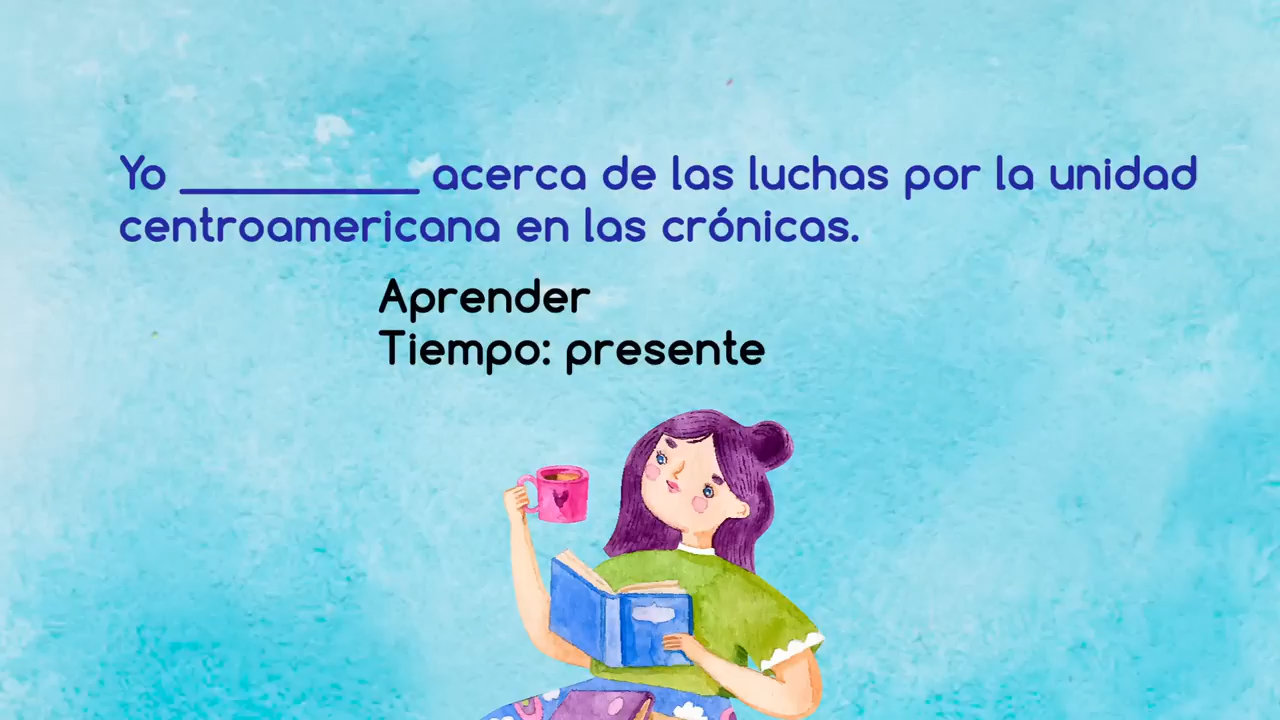 Yo __________ acerca de las luchas por la unidad
centroamericana en las crónicas.
Aprender
Tiempo: presente